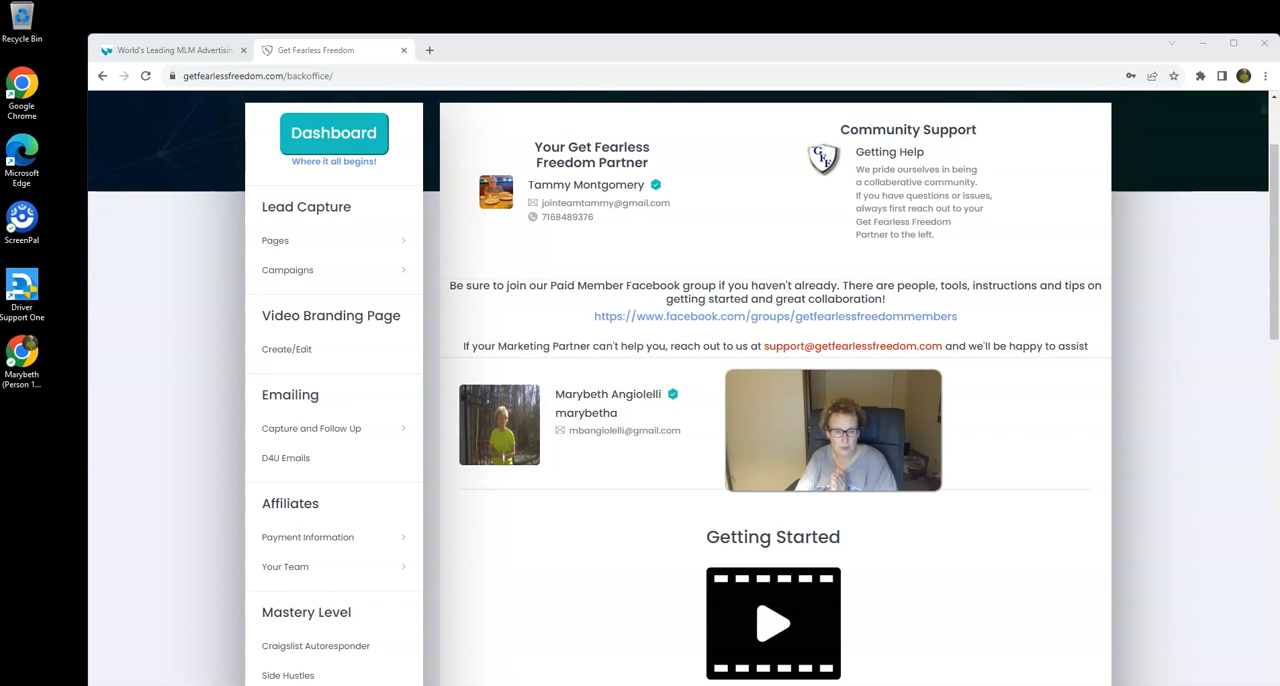 Recycle Bin
Google
Chrome
Microsoft
Edge
ScreenPal
Driver
Support One
Marybeth
(Person 1...
World's Leading MLM Advertisin
Get Fearless Freedom
getfearlessfreedom.com/backoffice/
Dashboard
Where it all begins!
Lead Capture
Pages
Campaigns
Video Branding Page
Create/Edit
Emailing
Capture and Follow Up
D4U Emails
Affiliates
Payment Information
Your Team
Mastery Level
Craigslist Autoresponder
Side Hustles
Your Get Fearless
Freedom Partner
Tammy Montgomery
jointeamtammy@gmail.com
7168489376
Community Support
GFF
Getting Help
We pride ourselves in being
a collaborative community.
If you have questions or issues,
always first reach out to your
Get Fearless Freedom
Partner to the left.
Be sure to join our Paid Member Facebook group if you haven't already. There are people, tools, instructions and tips on
getting started and great collaboration!
https://www.facebook.com/groups/getfearlessfreedommembers
If your Marketing Partner can't help you, reach out to us at support@getfearlessfreedom.com and we'll be happy to assist
Marybeth Angiolelli
marybetha
mbangiolelli@gmail.com
Getting Started